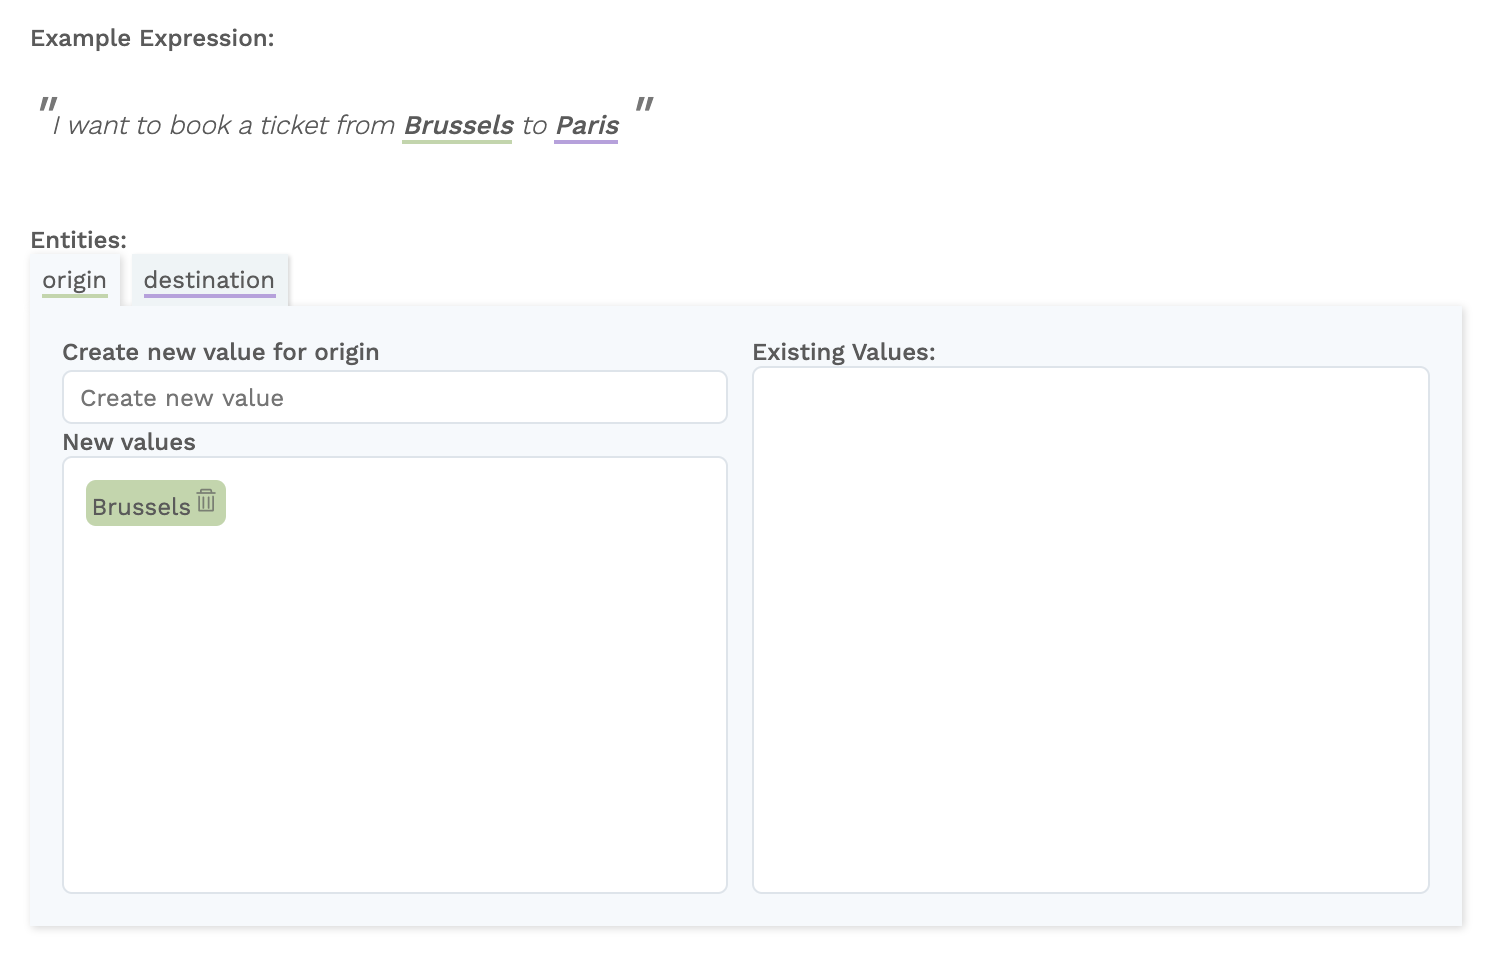 Example Expression:
"I want to book a ticket from Brussels to Paris "
Entities:
origin destination
Create new value for origin
Create new value
New values
Brussels
Existing Values: